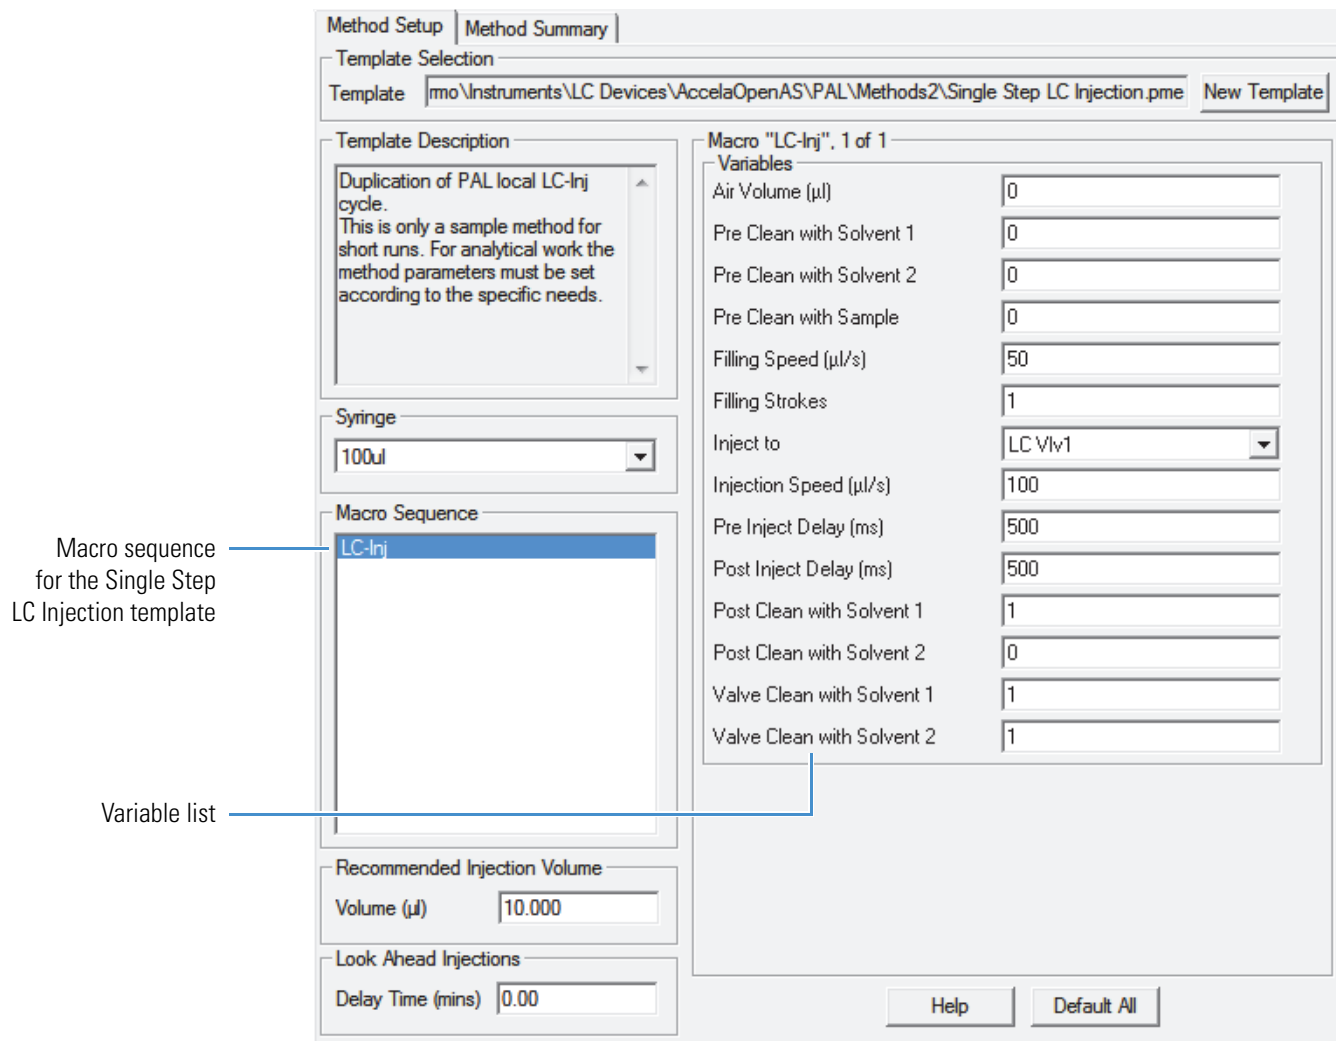 Method Setup
Method Summary
Template Selection
Template
rmo\Instruments\LC Devices\AccelaOpenAS\PAL\Methods2\Single Step LC Injection.pme
New Template
Template Description
Duplication of PAL local LC-Inj
cycle.
This is only a sample method for
short runs. For analytical work the
method parameters must be set
according to the specific needs.
Syringe
100ul
Macro Sequence
LC-Inj
Macro sequence
for the Single Step
LC Injection template
Variable list
Recommended Injection Volume
Volume (µl)
10.000
Look Ahead Injections
Delay Time (mins)
0.00
Macro "LC-Inj", 1 of 1
Variables
Air Volume (µl)
0
Pre Clean with Solvent 1
0
Pre Clean with Solvent 2
0
Pre Clean with Sample
0
Filling Speed (µl/s)
50
Filling Strokes
1
Inject to
LC Vlv1
Injection Speed (µl/s)
100
Pre Inject Delay (ms)
500
Post Inject Delay (ms)
500
Post Clean with Solvent 1
1
Post Clean with Solvent 2
0
Valve Clean with Solvent 1
1
Valve Clean with Solvent 2
1
Help
Default All